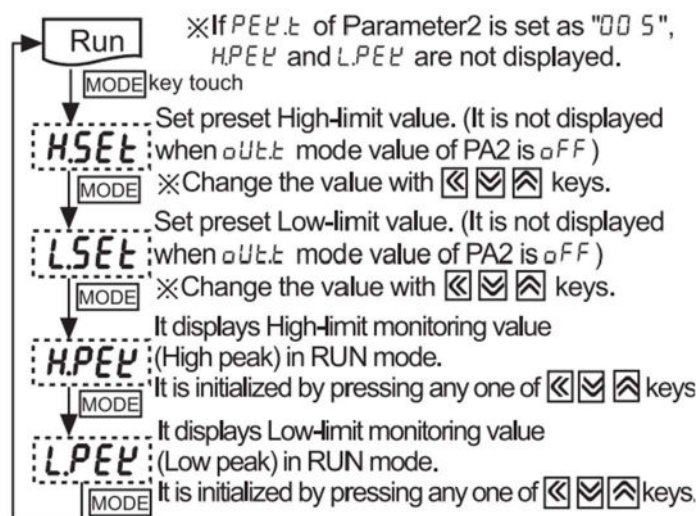 Run
※If PEK.t of Parameter2 is set as "00 S",
H.PEK and L.PEK are not displayed.
MODE key touch
H.SEt
Set preset High-limit value. (It is not displayed
when oUt.t mode value of PA2 is oFF)
MODE
※Change the value with keys.
L.SEt
Set preset Low-limit value. (It is not displayed
when oUt.t mode value of PA2 is oFF)
MODE
※Change the value with keys.
H.PEK
It displays High-limit monitoring value
(High peak) in RUN mode.
It is initialized by pressing any one of keys
MODE
L.PEK
It displays Low-limit monitoring value
(Low peak) in RUN mode.
It is initialized by pressing any one of keys.
MODE